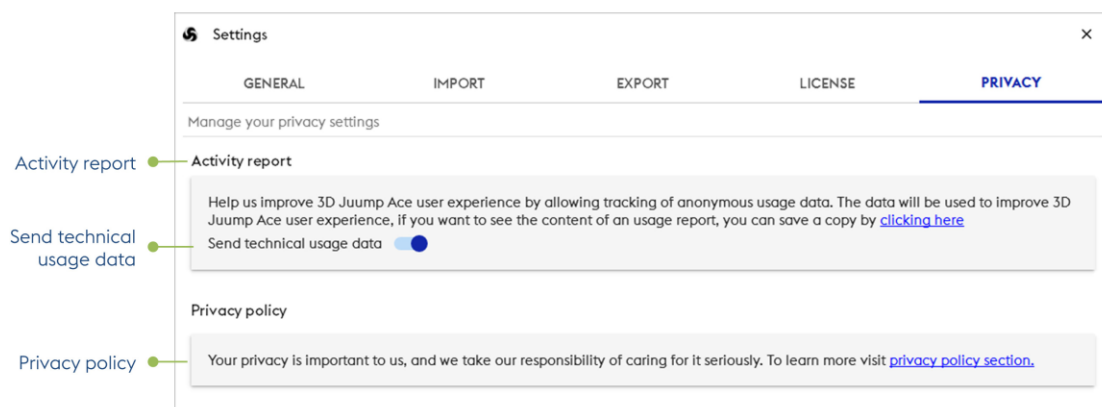 Settings
GENERAL IMPORT EXPORT LICENSE PRIVACY
Manage your privacy settings
Activity report
Activity report
Help us improve 3D Juump Ace user experience by allowing tracking of anonymous usage data. The data will be used to improve 3D
Juump Ace user experience, if you want to see the content of an usage report, you can save a copy by clicking here
Send technical
usage data
Send technical usage data
Privacy policy
Privacy policy
Your privacy is important to us, and we take our responsibility of caring for it seriously. To learn more visit privacy policy section.